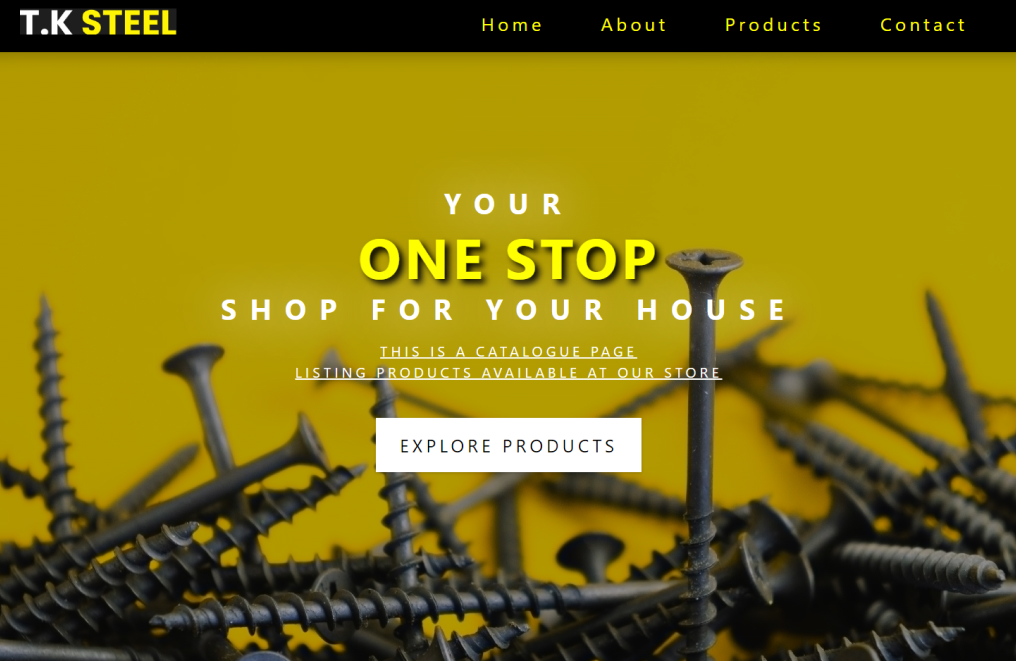 T.K STEEL
Home About Products Contact
YOUR
ONE STOP
SHOP FOR YOUR HOUSE
THIS IS A CATALOGUE PAGE
LISTING PRODUCTS AVAILABLE AT OUR STORE
EXPLORE PRODUCTS